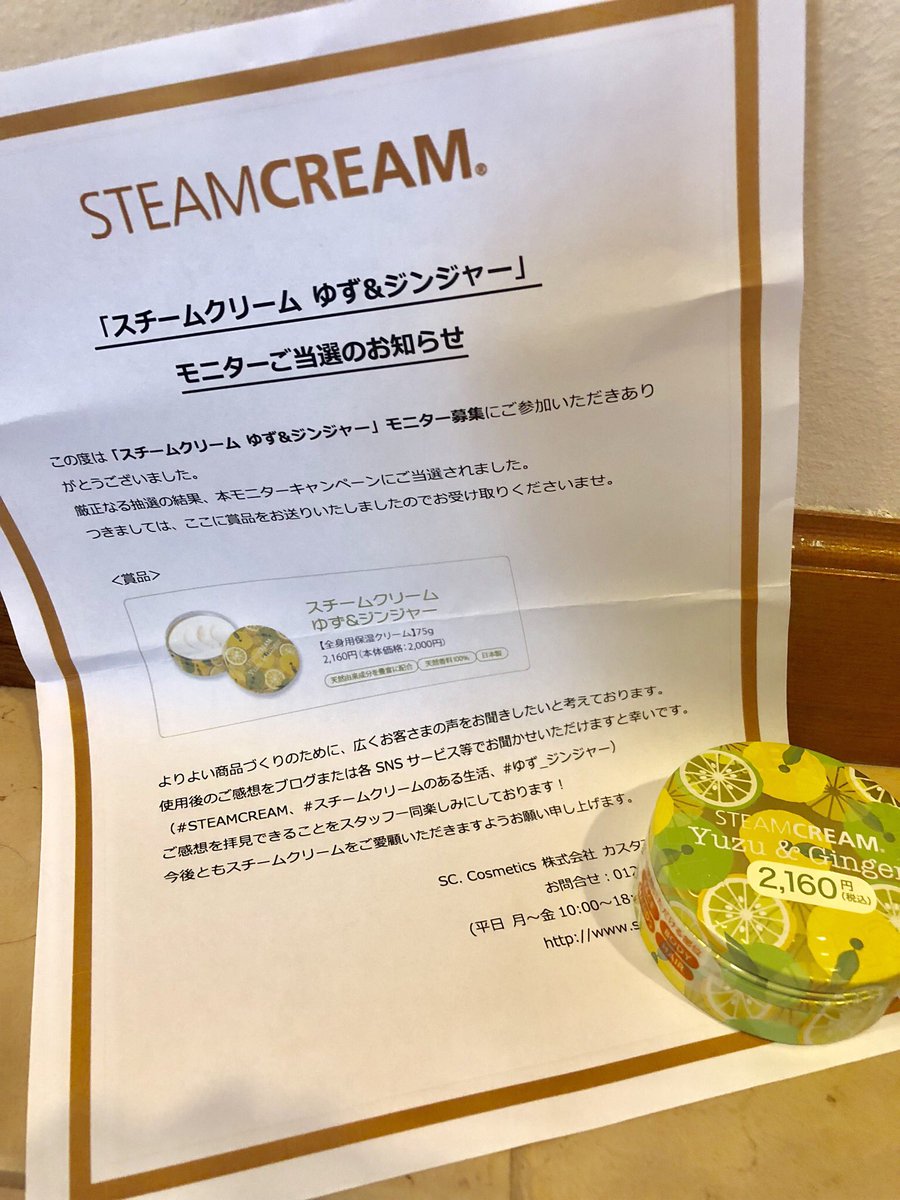 STEAMCREAM®
「スチームクリーム ゆず&ジンジャー」
モニターご当選のお知らせ
この度は「スチームクリーム ゆず&ジンジャー」モニター募集にご参加いただきあり
がとうございました。
厳正なる抽選の結果、本モニターキャンペーンにご当選されました。
つきましては、ここに賞品をお送りいたしましたのでお受け取りくださいませ。
<賞品>
スチームクリーム
ゆず&ジンジャー
【全身用保湿クリーム】75g
2,160円（本体価格：2,000円）
天然由来成分を豊富に配合 天然香料100% 日本製
よりよい商品づくりのために、広くお客さまの声をお聞きしたいと考えております。
使用後のご感想をブログまたは各 SNS サービス等でお聞かせいただけますと幸いです。
（#STEAMCREAM、#スチームクリームのある生活、#ゆず_ジンジャー）
ご感想を拝見できることをスタッフ一同楽しみにしております！
今後ともスチームクリームをご愛顧いただきますようお願い申し上げます。
SC. Cosmetics 株式会社 カスタ
お問合せ：012
(平日 月～金 10:00～18:
http://www.s
STEAMCREAM®
Yuzu & Ginger
2,160円
(税込)
BODY
HAIR